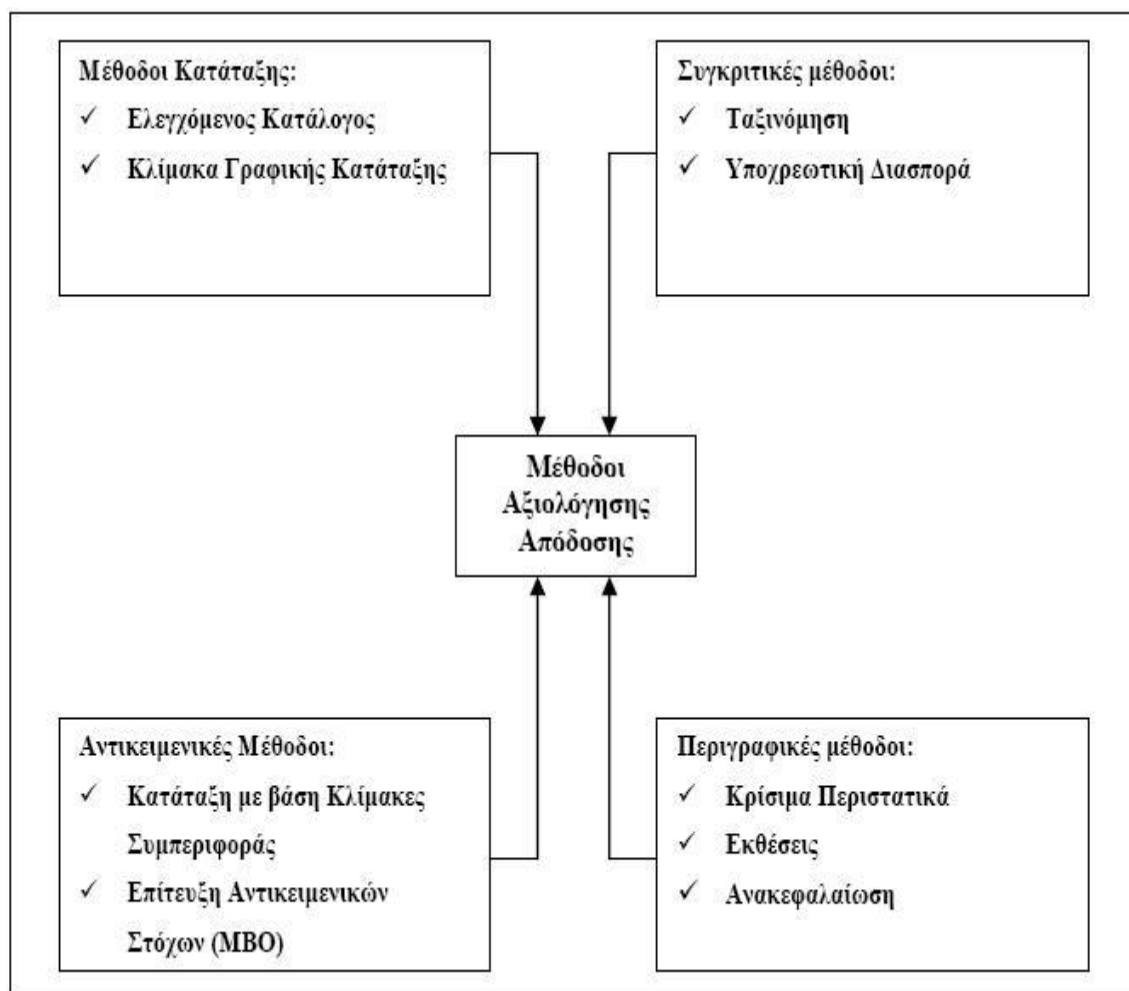 Μέθοδοι Κατάταξης:
✓ Ελεγχόμενος Κατάλογος
✓ Κλίμακα Γραφικής Κατάταξης
Συγκριτικές μέθοδοι:
✓ Ταξινόμηση
✓ Υποχρεωτική Διασπορά
Μέθοδοι
Αξιολόγησης
Απόδοσης
Αντικειμενικές Μέθοδοι:
✓ Κατάταξη με βάση Κλίμακες
Συμπεριφοράς
✓ Επίτευξη Αντικειμενικών
Στόχων (MBO)
Περιγραφικές μέθοδοι:
✓ Κρίσιμα Περιστατικά
✓ Εκθέσεις
✓ Ανακεφαλαίωση